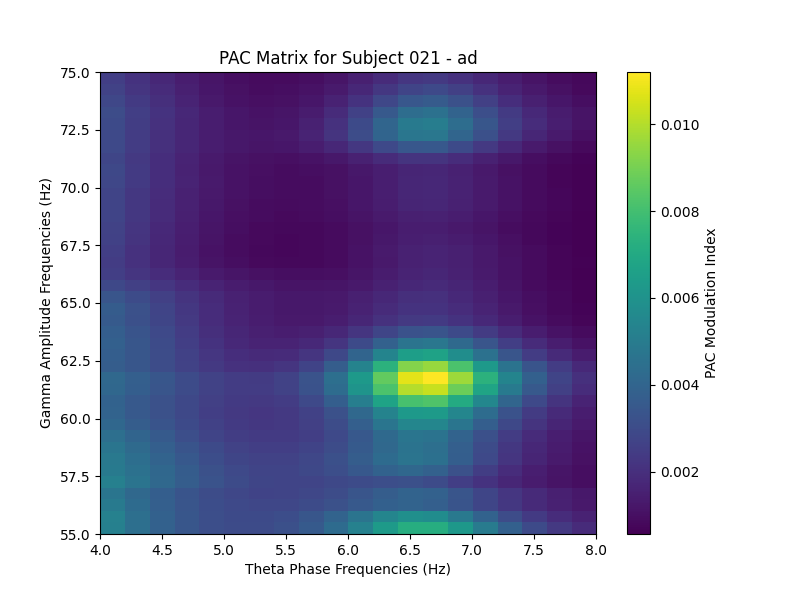 PAC Matrix for Subject 021 - ad
75.0
72.5
70.0
67.5
65.0
62.5
60.0
57.5
55.0
Gamma Amplitude Frequencies (Hz)
4.0 4.5 5.0 5.5 6.0 6.5 7.0 7.5 8.0
Theta Phase Frequencies (Hz)
0.010
0.008
0.006
0.004
0.002
PAC Modulation Index